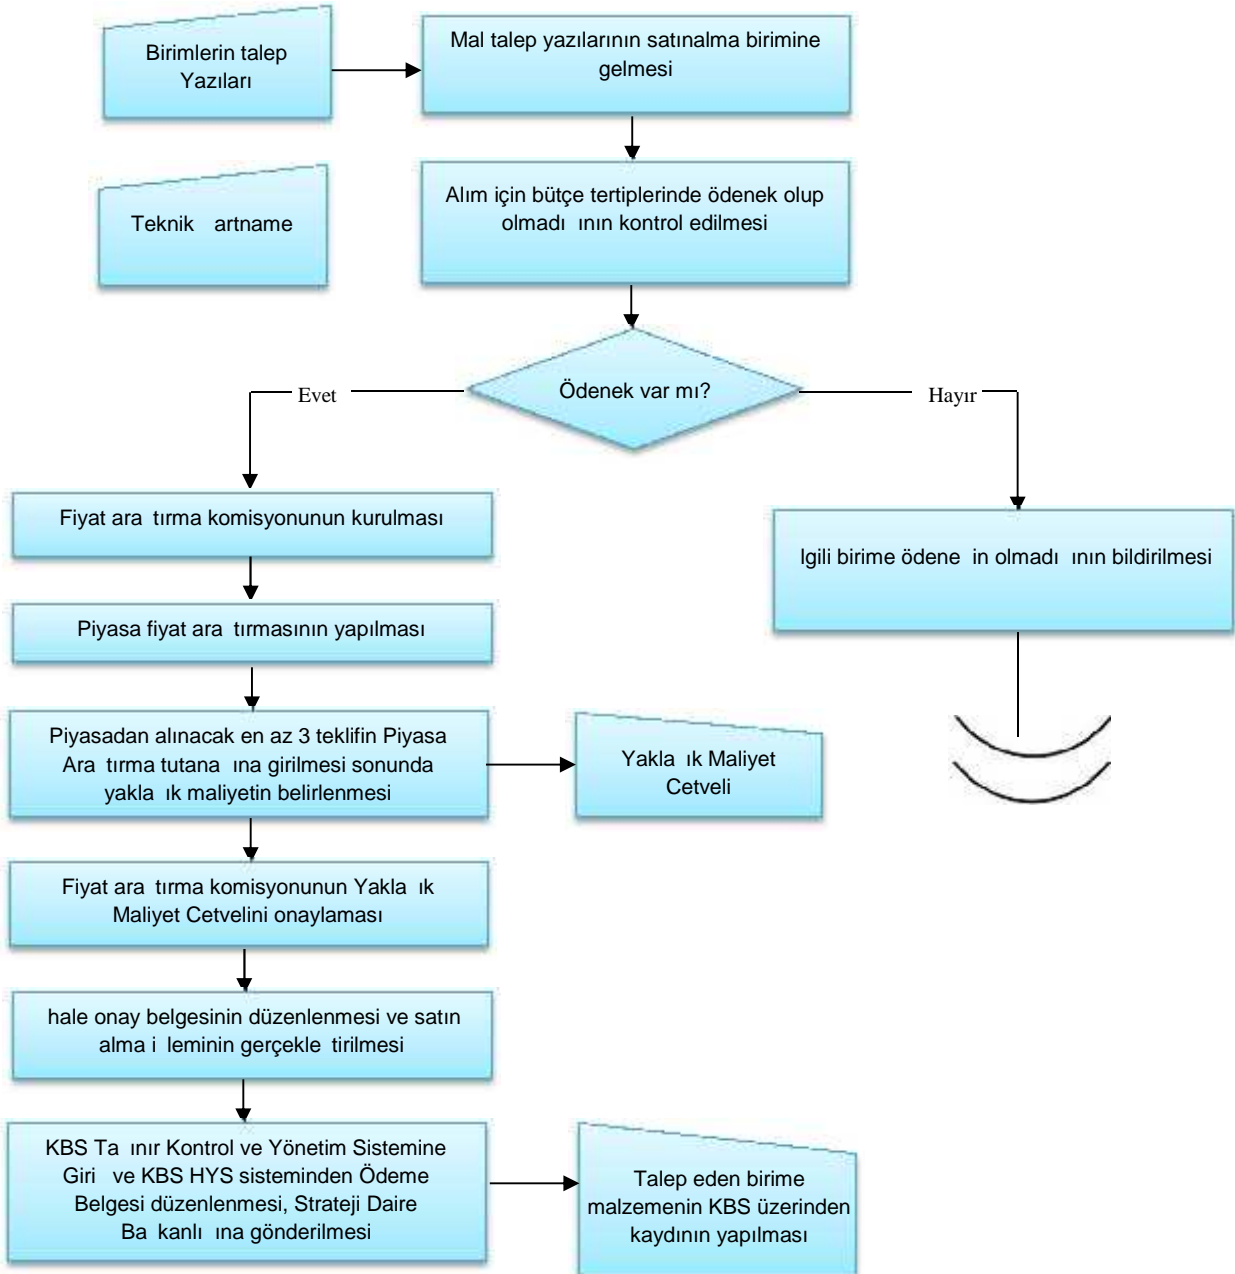 Birimlerin talep
Yazıları
Mal talep yazılarının satınalma birimine
gelmesi
Teknik artname
Alım için bütçe tertiplerinde ödenek olup
olmadı ının kontrol edilmesi
Ödenek var mı?
Evet
Hayır
Fiyat ara tırma komisyonunun kurulması
Igili birime ödene in olmadı ının bildirilmesi
Piyasa fiyat ara tırmasının yapılması
Piyasadan alınacak en az 3 teklifin Piyasa
Ara tırma tutana ına girilmesi sonunda
yakla ık maliyetin belirlenmesi
Yakla ık Maliyet
Cetveli
Fiyat ara tırma komisyonunun Yakla ık
Maliyet Cetvelini onaylaması
hale onay belgesinin düzenlenmesi ve satın
alma i leminin gerçekle tirilmesi
KBS Ta ınır Kontrol ve Yönetim Sistemine
Giri ve KBS HYS sisteminden Ödeme
Belgesi düzenlenmesi, Strateji Daire
Ba kanlı ına gönderilmesi
Talep eden birime
malzemenin KBS üzerinden
kaydının yapılması